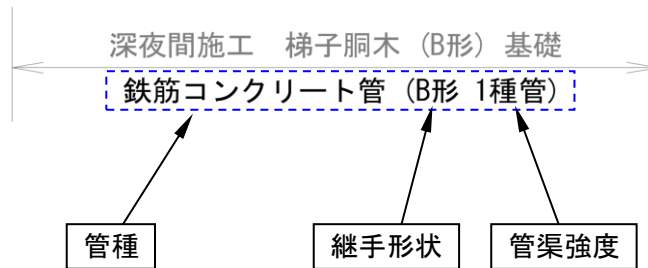 深夜間施工　梯子胴木 (B形) 基礎
鉄筋コンクリート管 (B形 1種管)
管種
継手形状
管渠強度